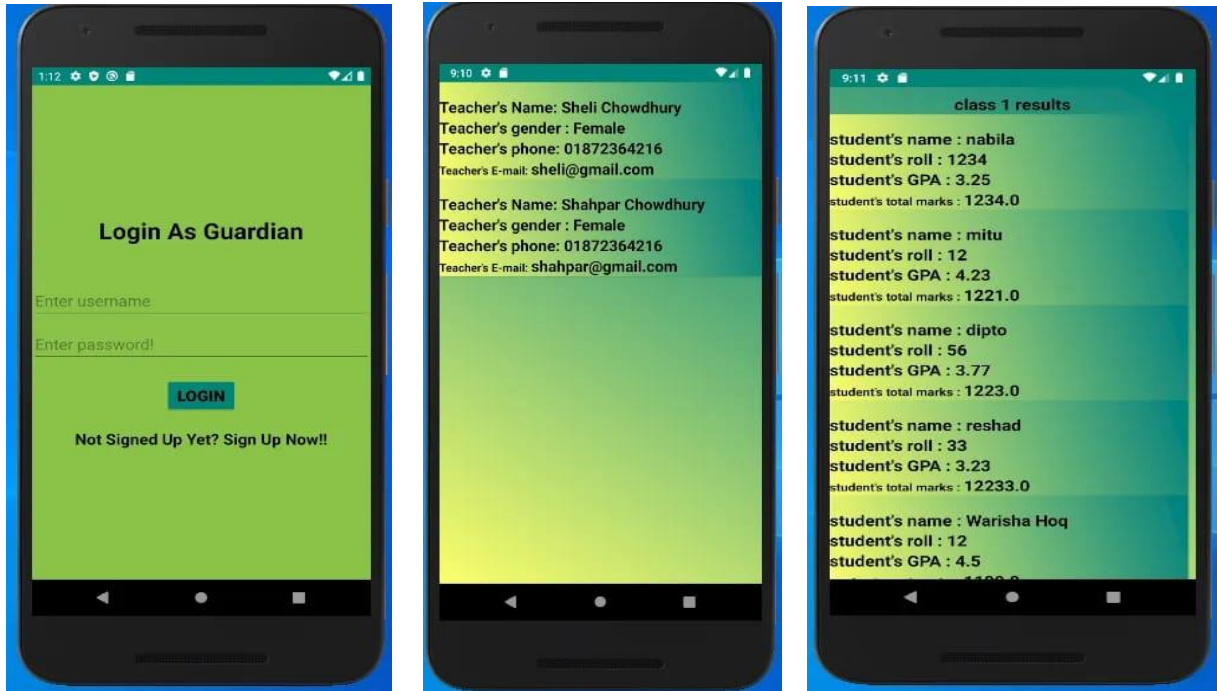 1:12
Login As Guardian
Enter username
Enter password!
LOGIN
Not Signed Up Yet? Sign Up Now!!
9:10
Teacher's Name: Sheli Chowdhury
Teacher's gender : Female
Teacher's phone: 01872364216
Teacher's E-mail: sheli@gmail.com
Teacher's Name: Shahpar Chowdhury
Teacher's gender : Female
Teacher's phone: 01872364216
Teacher's E-mail: shahpar@gmail.com
9:11
class 1 results
student's name : nabila
student's roll : 1234
student's GPA : 3.25
student's total marks : 1234.0
student's name : mitu
student's roll : 12
student's GPA : 4.23
student's total marks : 1221.0
student's name : dipto
student's roll : 56
student's GPA : 3.77
student's total marks : 1223.0
student's name : reshad
student's roll : 33
student's GPA : 3.23
student's total marks : 12233.0
student's name : Warisha Hoq
student's roll : 12
student's GPA : 4.5